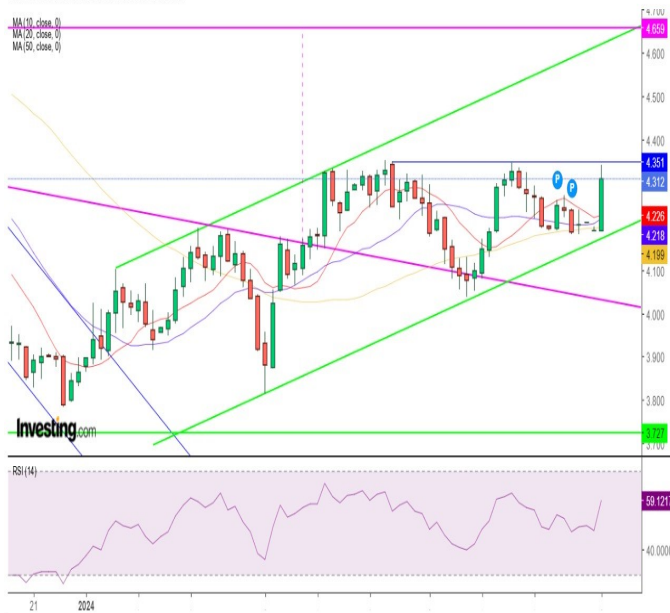 MA (10, close, 0)
MA (20, close, 0)
MA (50, close, 0)
4.700
4.659
4.600
4.500
4.400
4.351
4.312
4.226
4.218
4.199
4.100
4.000
3.900
3.800
3.727
3.700
P
P
Investing.com
RSI (14)
59.1217
40.0000
21
2024